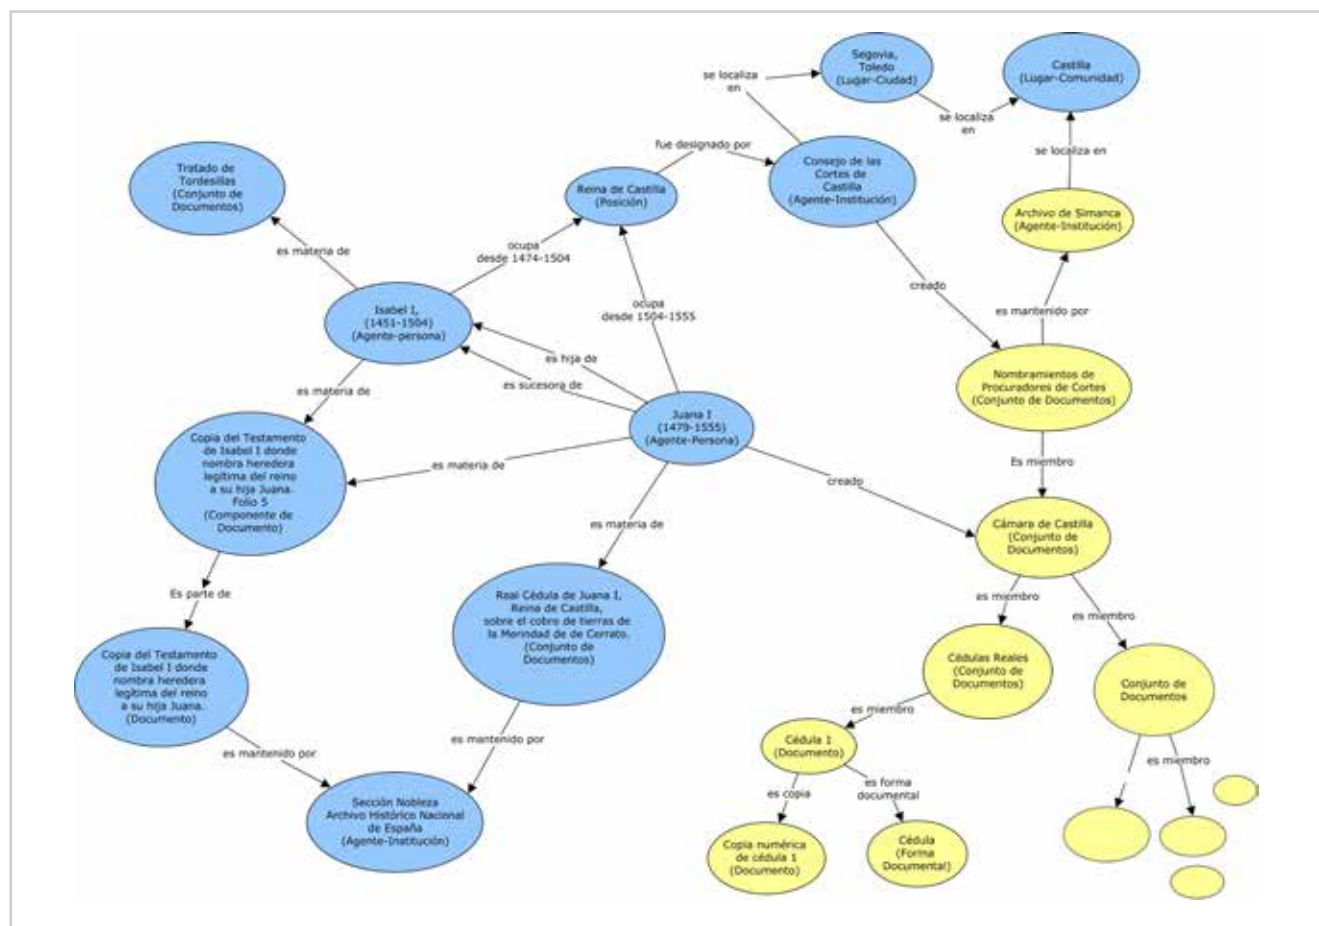 Segovia,
Toledo
(Lugar-Ciudad)
Castilla
(Lugar-Comunidad)
se localiza
en
se localiza
en
fue designado por
se localiza en
Tratado de
Tordesillas
(Conjunto de
Documentos)
Reina de Castilla
(Posición)
Consejo de las
Cortes de
Castilla
(Agente-Institución)
Archivo de Simanca
(Agente-Institución)
es materia de
ocupa
desde 1474-1504
creado
Isabel I,
(1451-1504)
(Agente-persona)
ocupa
desde 1504-1555
es mantenido por
es hija de
es sucesora de
es materia de
Nombramientos de
Procuradores de Cortes
(Conjunto de Documentos)
Juana I
(1479-1555)
(Agente-Persona)
Copia del Testamento
de Isabel I donde
nombra heredera
legítima del reino
a su hija Juana.
Folio 5
(Componente de
Documento)
es materia de
Es miembro
creado
es materia de
Cámara de Castilla
(Conjunto de
Documentos)
Es parte de
Real Cédula de Juana I,
Reina de Castilla,
sobre el cobro de tierras de
la Merindad de de Cerrato.
(Conjunto de
Documentos)
es miembro
es miembro
Copia del Testamento
de Isabel I donde
nombra heredera
legítima del reino
a su hija Juana.
(Documento)
Cédulas Reales
(Conjunto de
Documentos)
Conjunto de
Documentos
es miembro
es mantenido por
es mantenido por
Cédula 1
(Documento)
es miembro
es copia
es forma
documental
Sección Nobleza
Archivo Histórico Nacional
de España
(Agente-Institución)
Copia numérica
de cédula 1
(Documento)
Cédula
(Forma
Documental)